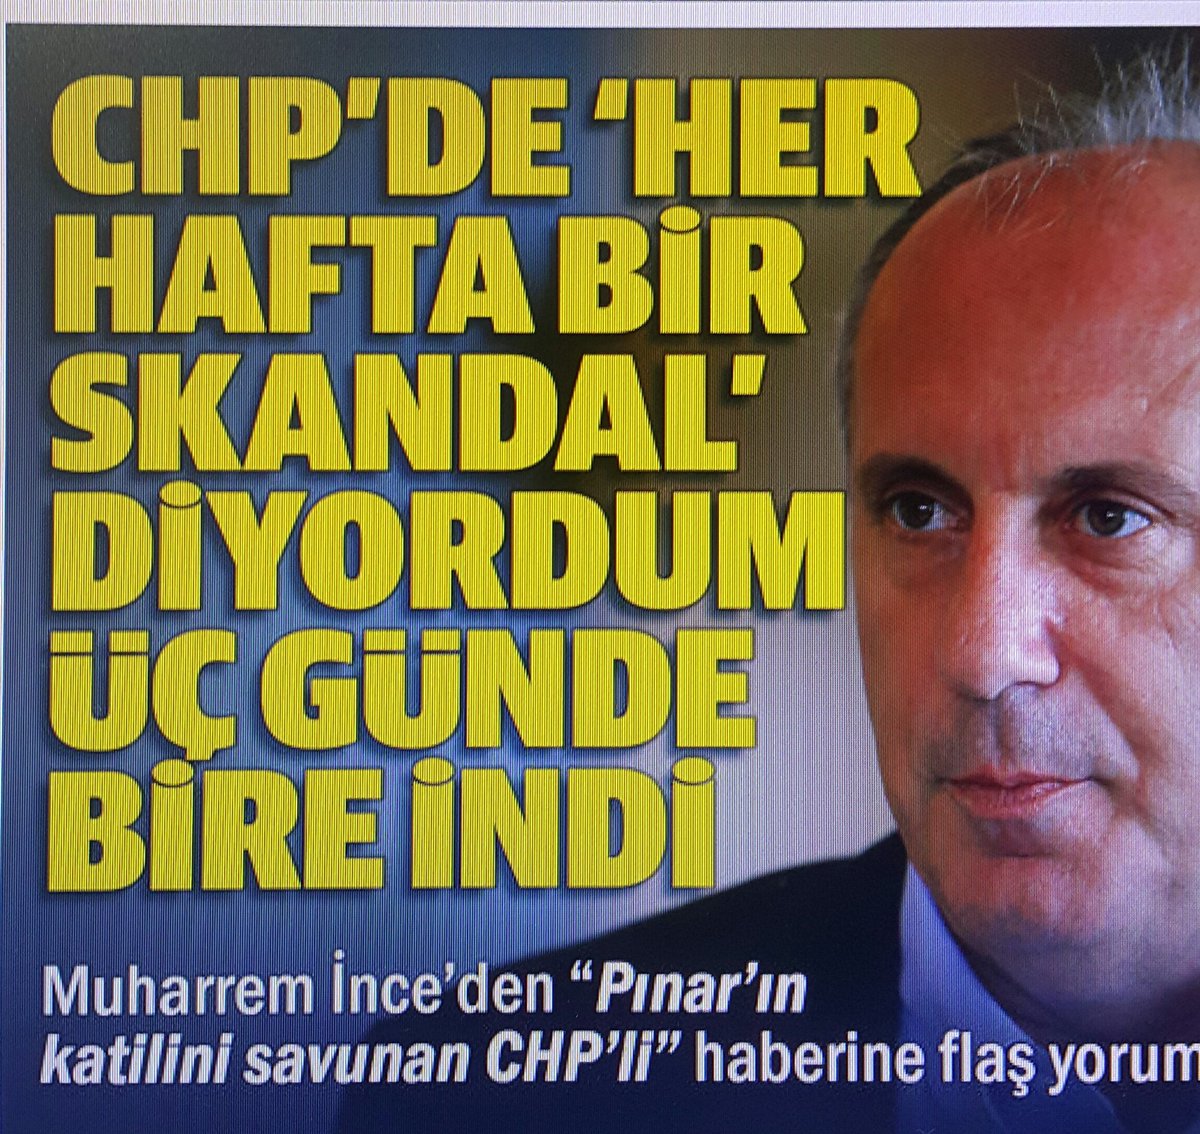 CHP'DE 'HER
HAFTA BİR
SKANDAL'
DİYORDUM
ÜÇ GÜNDE
BİRE İNDİ
Muharrem İnce'den “Pınar'ın
katilini savunan CHP'li” haberine flaş yorum